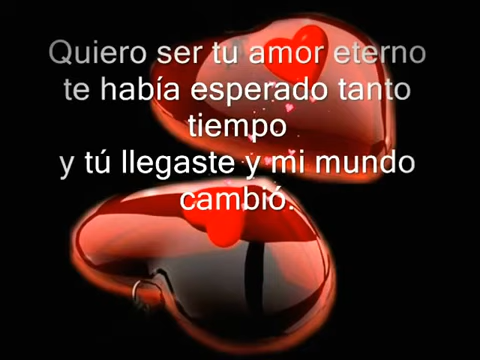 Quiero ser tu amor eterno
te había esperado tanto
tiempo
y tú llegaste y mi mundo
cambió.